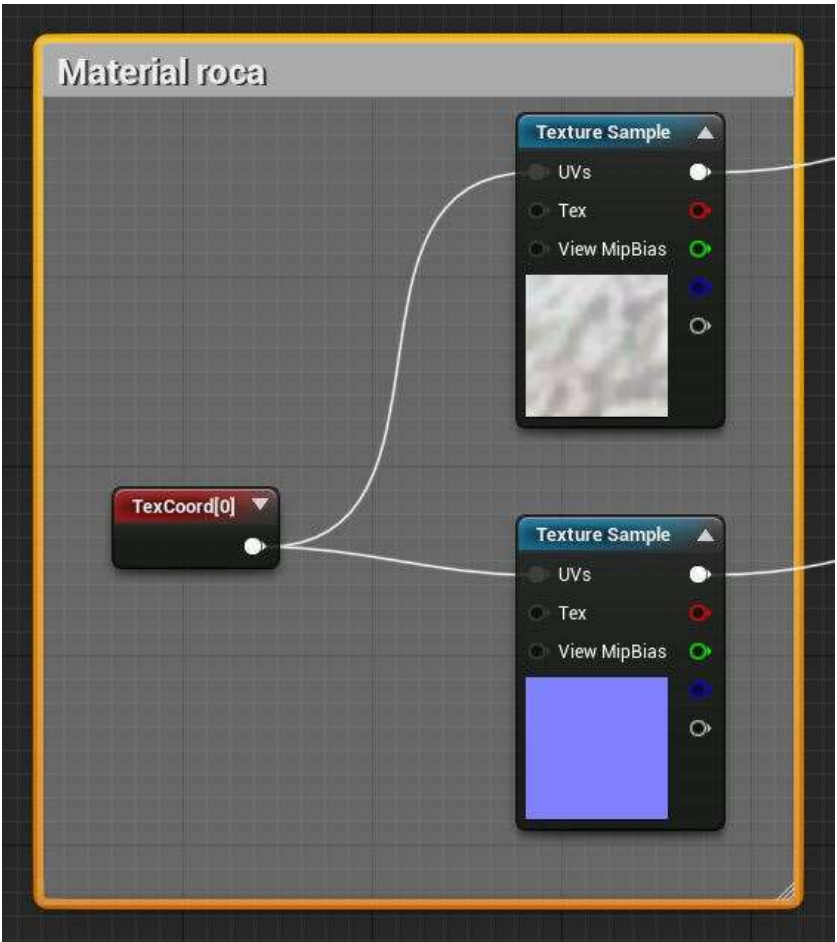 Material roca
Texture Sample
UVs
Tex
View MipBias
TexCoord[0]
Texture Sample
UVs
Tex
View MipBias